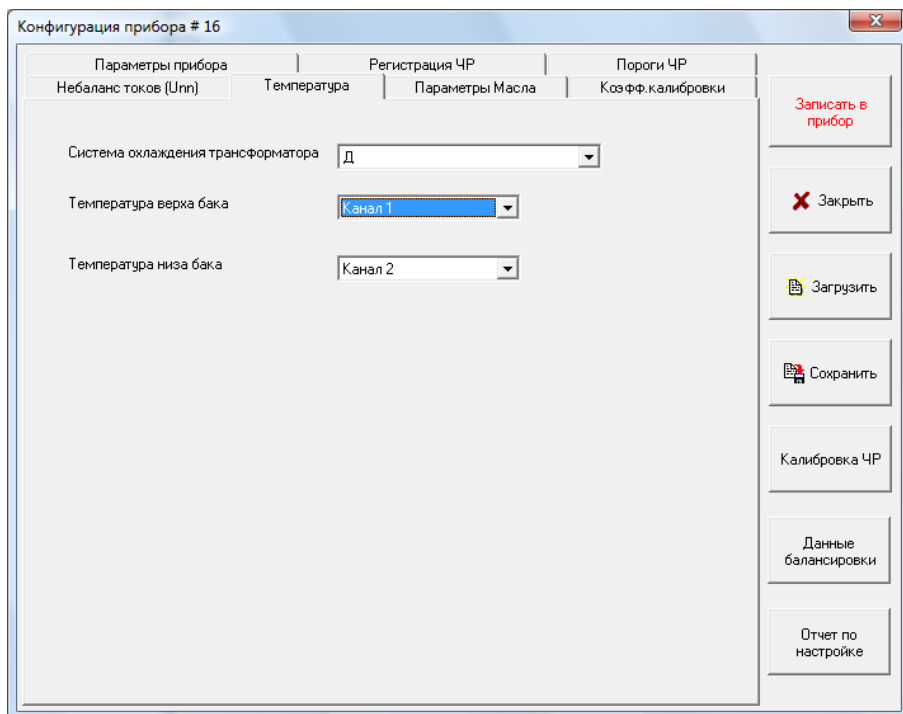 Конфигурация прибора # 16
Параметры прибора
Регистрация ЧР
Пороги ЧР
Небаланс токов (Unn)
Температура
Параметры Масла
Коэфф.калибровки
Система охлаждения трансформатора
Д
Температура верха бака
Канал 1
Температура низа бака
Канал 2
Записать в
прибор
Закрыть
Загрузить
Сохранить
Калибровка ЧР
Данные
балансировки
Отчет по
настройке